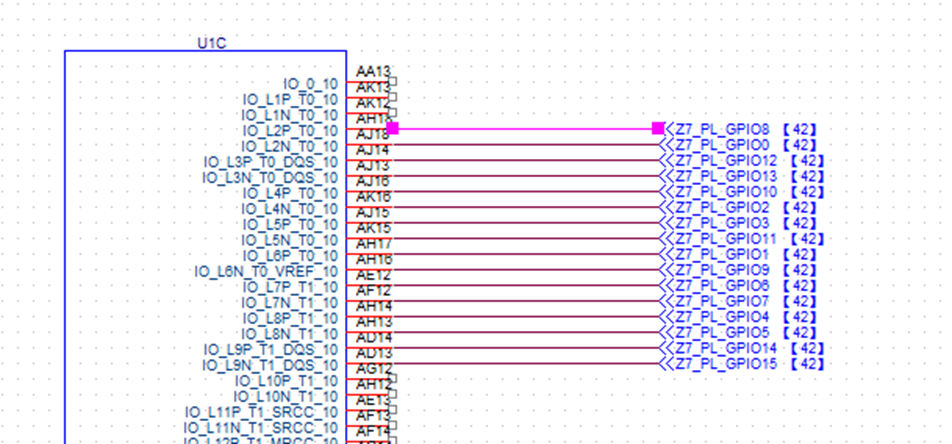 U1C
IO_0_10 AA13
IO_L1P_T0_10 AK13
IO_L1N_T0_10 AK12
IO_L2P_T0_10 AH18 Z7_PL_GPIO8 【42】
IO_L2N_T0_10 AJ18 Z7_PL_GPIO0 【42】
IO_L3P_T0_DQS_10 AJ14 Z7_PL_GPIO12 【42】
IO_L3N_T0_DQS_10 AJ13 Z7_PL_GPIO13 【42】
IO_L4P_T0_10 AJ16 Z7_PL_GPIO10 【42】
IO_L4N_T0_10 AK16 Z7_PL_GPIO2 【42】
IO_L5P_T0_10 AJ15 Z7_PL_GPIO3 【42】
IO_L5N_T0_10 AK15 Z7_PL_GPIO11 【42】
IO_L6P_T0_10 AH17 Z7_PL_GPIO1 【42】
IO_L6N_T0_VREF_10 AH16 Z7_PL_GPIO9 【42】
IO_L7P_T1_10 AE12 Z7_PL_GPIO6 【42】
IO_L7N_T1_10 AF12 Z7_PL_GPIO7 【42】
IO_L8P_T1_10 AH14 Z7_PL_GPIO4 【42】
IO_L8N_T1_10 AH13 Z7_PL_GPIO5 【42】
IO_L9P_T1_DQS_10 AD14 Z7_PL_GPIO14 【42】
IO_L9N_T1_DQS_10 AD13 Z7_PL_GPIO15 【42】
IO_L10P_T1_10 AG12
IO_L10N_T1_10 AH12
IO_L11P_T1_SRCC_10 AE13
IO_L11N_T1_SRCC_10 AF13
IO_L12P_T1_MRCC_10 AF14